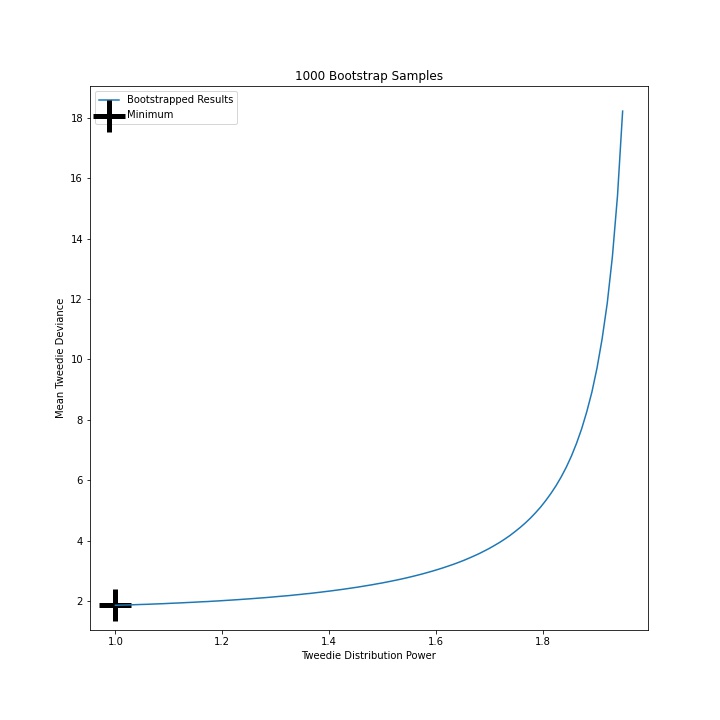 1000 Bootstrap Samples
Bootstrapped Results
Minimum
18
16
14
12
10
8
6
4
2
Mean Tweedie Deviance
1.0 1.2 1.4 1.6 1.8
Tweedie Distribution Power